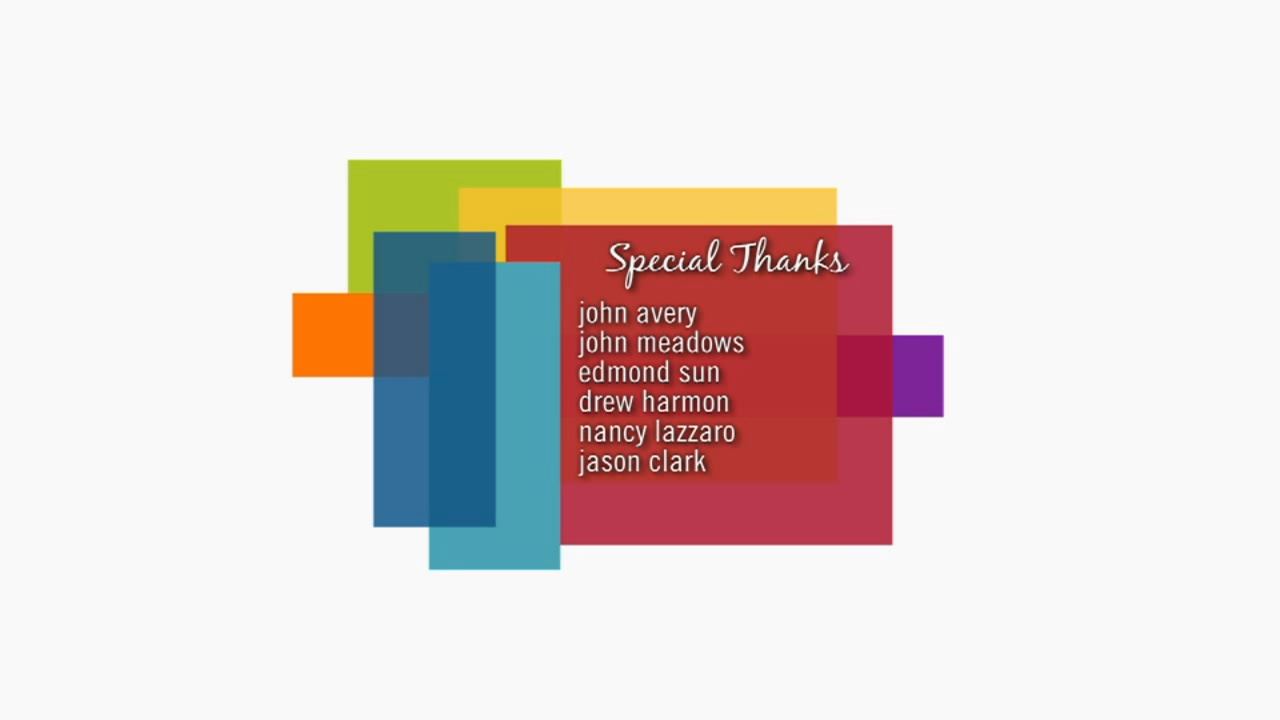 Special Thanks
john avery
john meadows
edmond sun
drew harmon
nancy lazzaro
jason clark